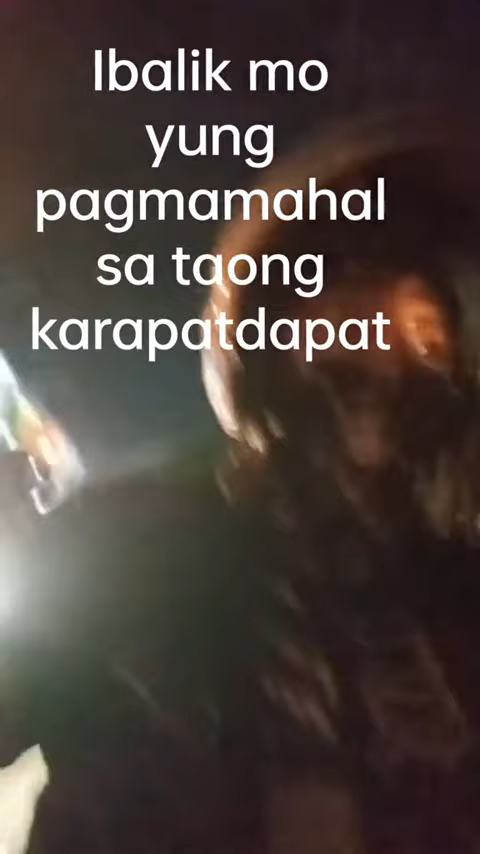 Ibalik mo
yung
pagmamahal
sa taong
karapatdapat